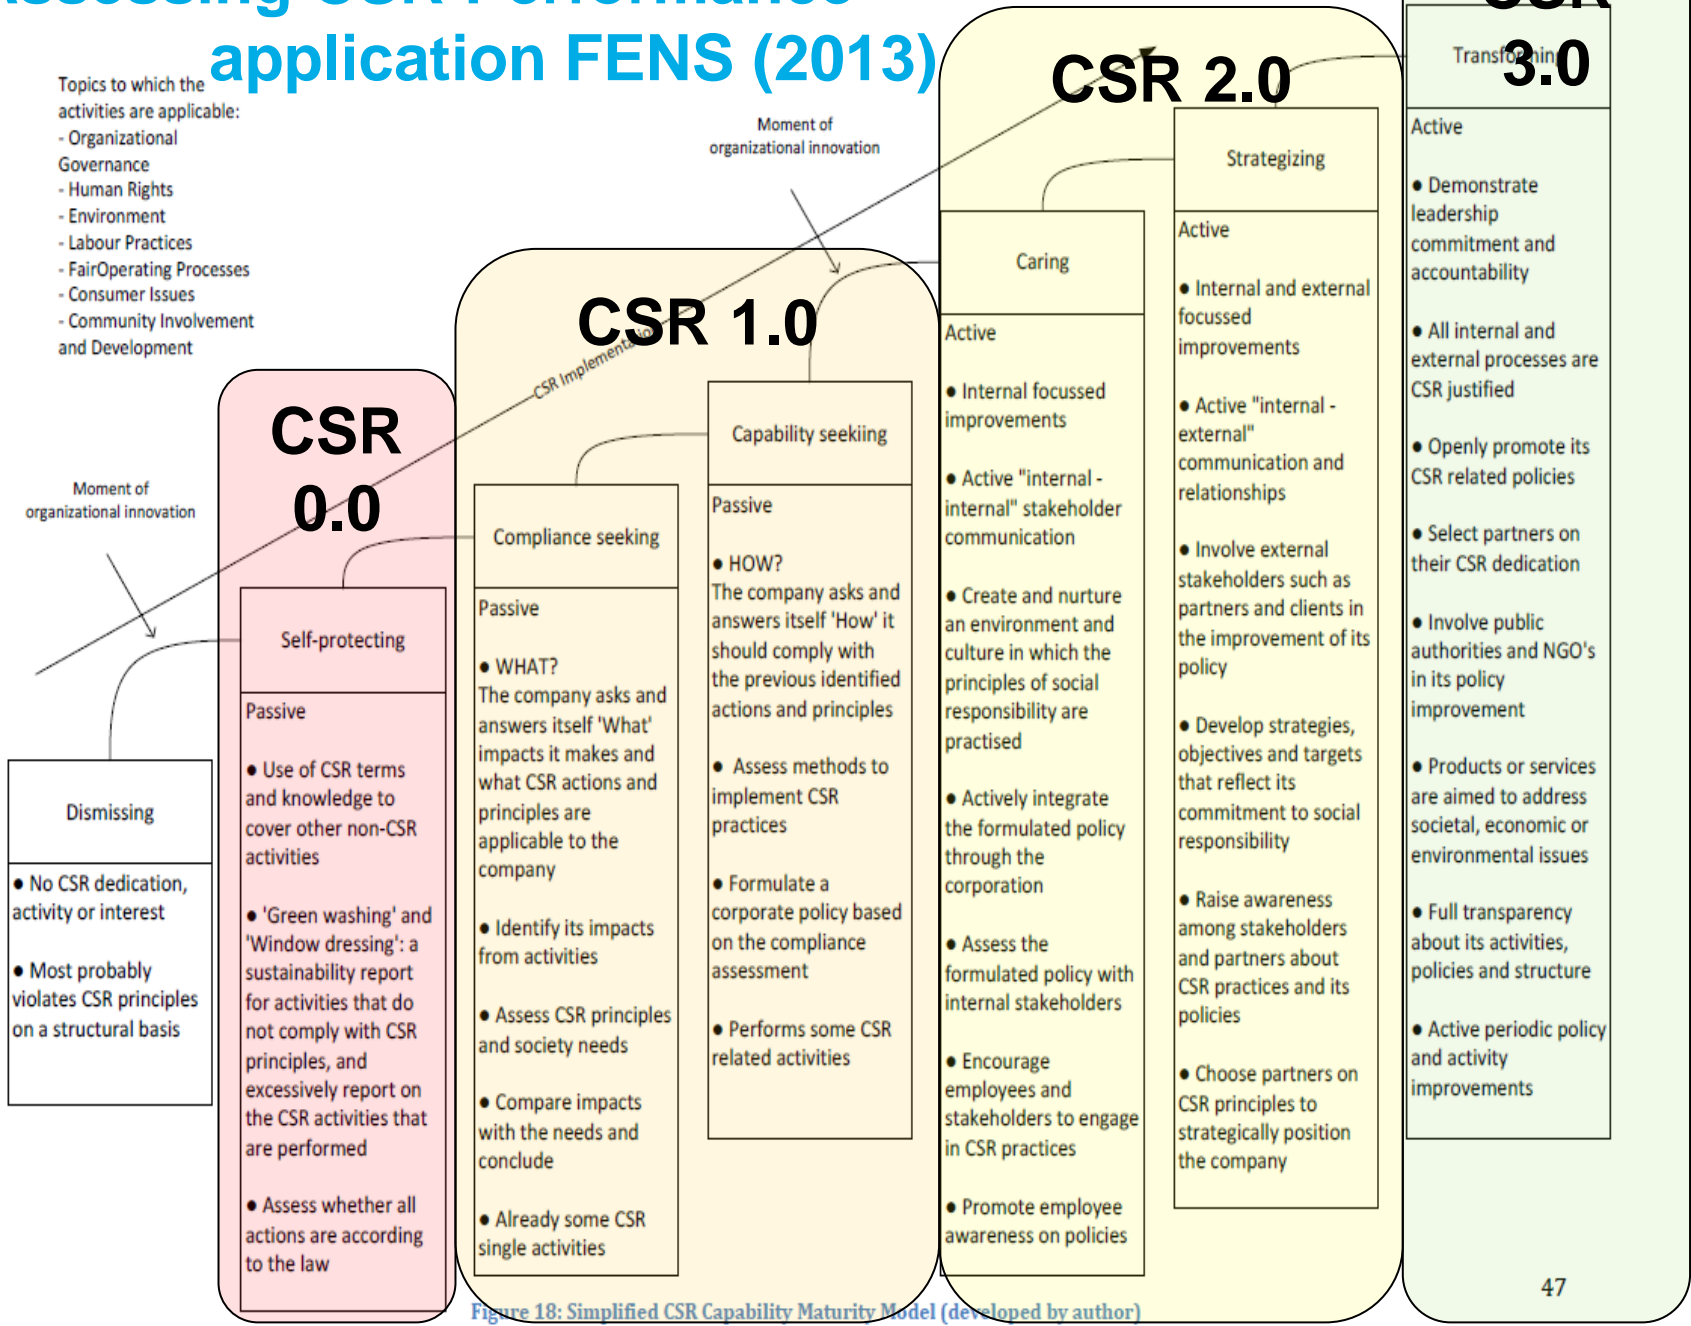 Assessing CSR Performance
application FENS (2013)
Topics to which the
activities are applicable:
- Organizational
Governance
- Human Rights
- Environment
- Labour Practices
- FairOperating Processes
- Consumer Issues
- Community Involvement
and Development
Moment of
organizational innovation
Moment of
organizational innovation
CSR Implementation
CSR
0.0
CSR 1.0
CSR 2.0
CSR
3.0
Dismissing
● No CSR dedication,
activity or interest
● Most probably
violates CSR principles
on a structural basis
Self-protecting
Passive
● Use of CSR terms
and knowledge to
cover other non-CSR
activities
● 'Green washing' and
'Window dressing': a
sustainability report
for activities that do
not comply with CSR
principles, and
excessively report on
the CSR activities that
are performed
● Assess whether all
actions are according
to the law
Compliance seeking
Passive
● WHAT?
The company asks and
answers itself 'What'
impacts it makes and
what CSR actions and
principles are
applicable to the
company
● Identify its impacts
from activities
● Assess CSR principles
and society needs
● Compare impacts
with the needs and
conclude
● Already some CSR
single activities
Capability seekiing
Passive
● HOW?
The company asks and
answers itself 'How' it
should comply with
the previous identified
actions and principles
● Assess methods to
implement CSR
practices
● Formulate a
corporate policy based
on the compliance
assessment
● Performs some CSR
related activities
Caring
Active
● Internal focussed
improvements
● Active "internal -
internal" stakeholder
communication
● Create and nurture
an environment and
culture in which the
principles of social
responsibility are
practised
● Actively integrate
the formulated policy
through the
corporation
● Assess the
formulated policy with
internal stakeholders
● Encourage
employees and
stakeholders to engage
in CSR practices
● Promote employee
awareness on policies
Strategizing
Active
● Internal and external
focussed
improvements
● Active "internal -
external"
communication and
relationships
● Involve external
stakeholders such as
partners and clients in
the improvement of its
policy
● Develop strategies,
objectives and targets
that reflect its
commitment to social
responsibility
● Raise awareness
among stakeholders
and partners about
CSR practices and its
policies
● Choose partners on
CSR principles to
strategically position
the company
Transforming
Active
● Demonstrate
leadership
commitment and
accountability
● All internal and
external processes are
CSR justified
● Openly promote its
CSR related policies
● Select partners on
their CSR dedication
● Involve public
authorities and NGO's
in its policy
improvement
● Products or services
are aimed to address
societal, economic or
environmental issues
● Full transparency
about its activities,
policies and structure
● Active periodic policy
and activity
improvements
47
Figure 18: Simplified CSR Capability Maturity Model (developed by author)